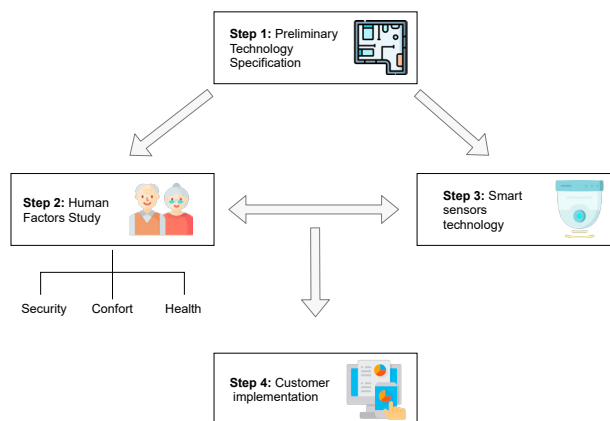 Step 1: Preliminary
Technology
Specification
Step 2: Human
Factors Study
Step 3: Smart
sensors
technology
Security
Confort
Health
Step 4: Customer
implementation